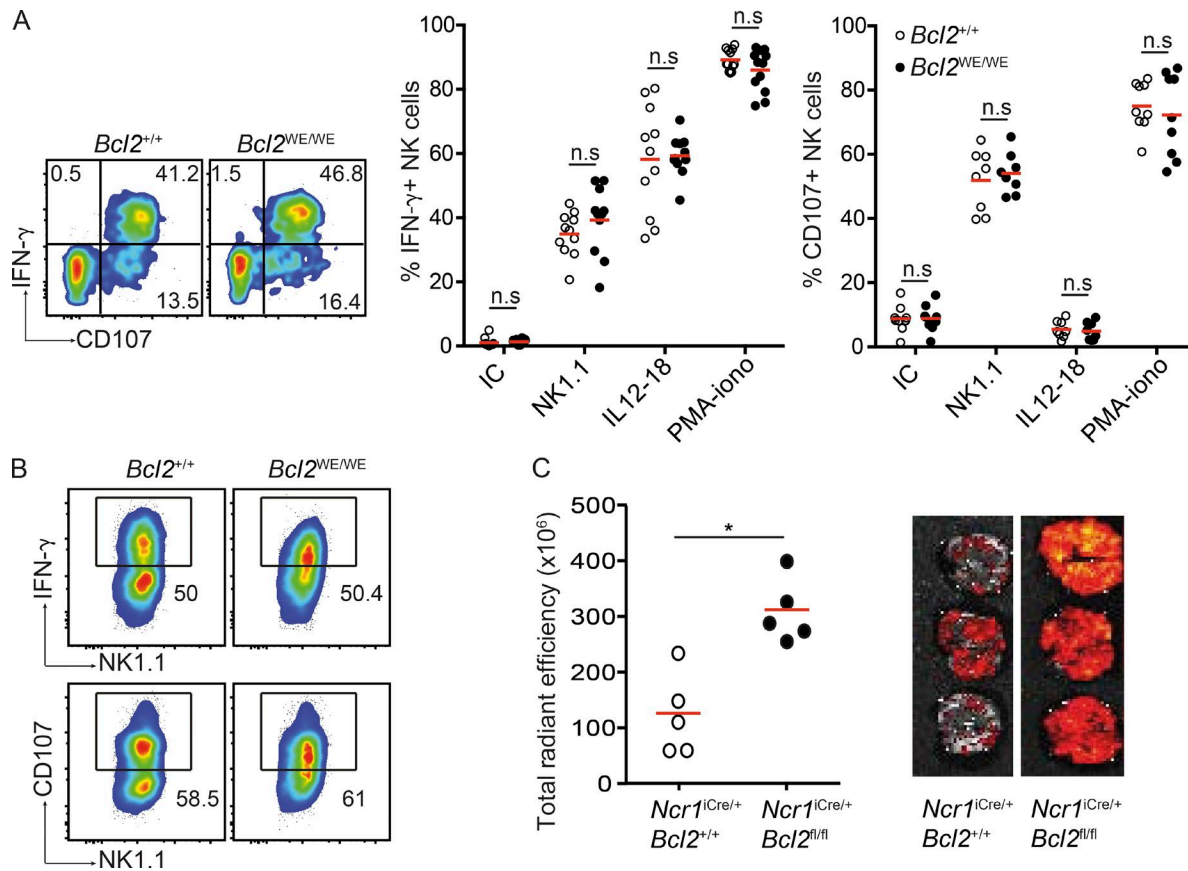 A
Bcl2+/+
Bcl2WE/WE
0.5
41.2
13.5
1.5
46.8
16.4
IFN-γ
CD107
% IFN-γ+ NK cells
100
80
60
40
20
0
n.s
n.s
n.s
n.s
IC
NK1.1
IL12-18
PMA-iono
% CD107+ NK cells
100
80
60
40
20
0
Bcl2+/+
Bcl2WE/WE
n.s
n.s
n.s
n.s
IC
NK1.1
IL12-18
PMA-iono
B
Bcl2+/+
Bcl2WE/WE
IFN-γ
50
50.4
NK1.1
CD107
58.5
61
NK1.1
C
Total radiant efficiency (x10⁶)
500
400
300
200
100
0
*
Ncr1iCre/+
Bcl2+/+
Ncr1iCre/+
Bcl2fl/fl
Ncr1iCre/+
Bcl2+/+
Ncr1iCre/+
Bcl2fl/fl